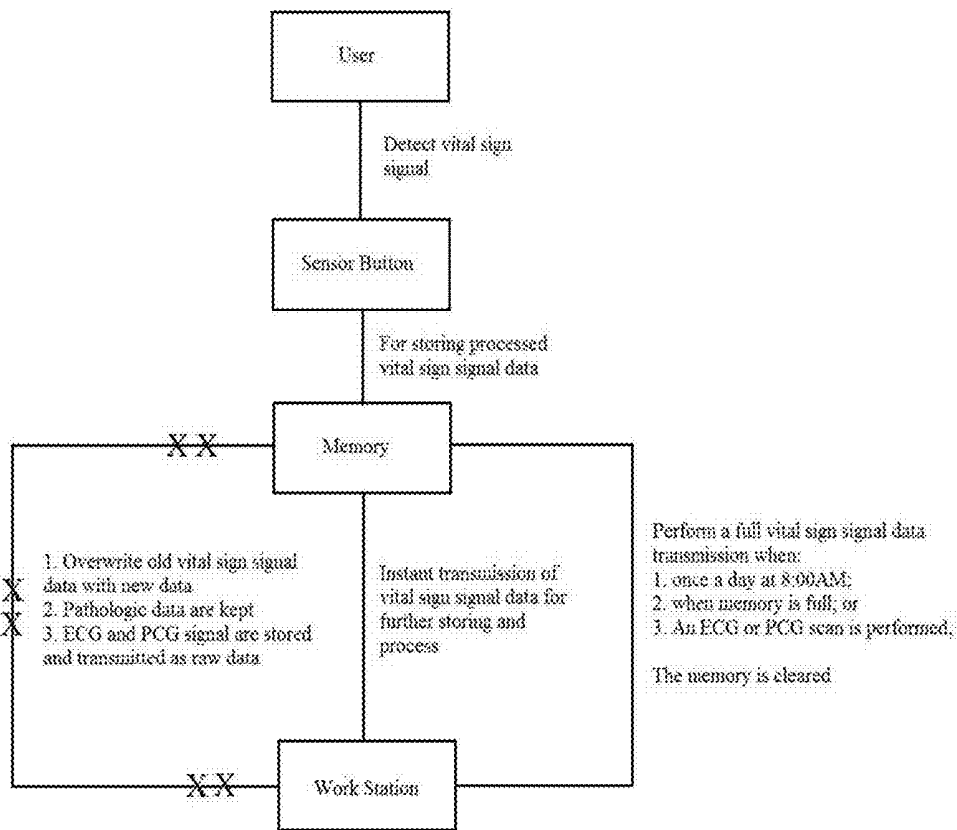 User
Detect vital sign
signal
Sensor Button
For storing processed
vital sign signal data
Memory
X X
X
X
1. Overwrite old vital sign signal
data with new data
2. Pathologic data are kept
3. ECG and PCG signal are stored
and transmitted as raw data
Instant transmission of
vital sign signal data for
further storing and
process
Perform a full vital sign signal data
transmission when:
1. once a day at 8:00AM;
2. when memory is full; or
3. An ECG or PCG scan is performed.
The memory is cleared
X X
Work Station